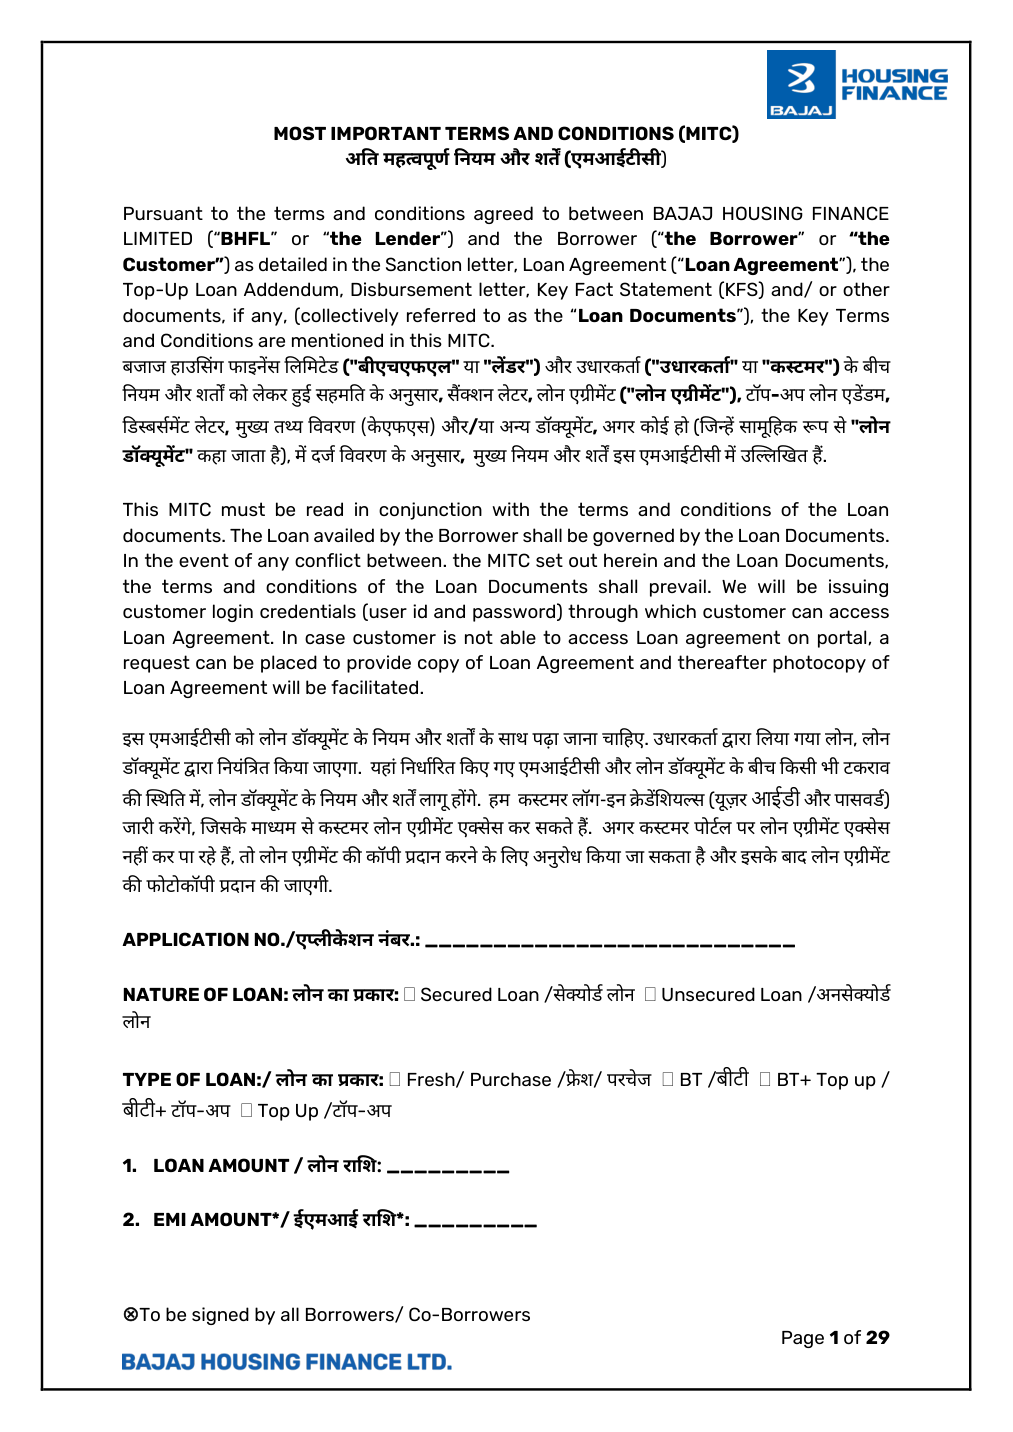 BAJAJ
HOUSING
FINANCE
MOST IMPORTANT TERMS AND CONDITIONS (MITC)
अति महत्वपूर्ण नियम और शर्तें (एमआईटीसी)
Pursuant to the terms and conditions agreed to between BAJAJ HOUSING FINANCE
LIMITED (“BHFL” or “the Lender”) and the Borrower (“the Borrower” or “the
Customer”) as detailed in the Sanction letter, Loan Agreement (“Loan Agreement”), the
Top-Up Loan Addendum, Disbursement letter, Key Fact Statement (KFS) and/ or other
documents, if any, (collectively referred to as the “Loan Documents”), the Key Terms
and Conditions are mentioned in this MITC.
बजाज हाउसिंग फाइनेंस लिमिटेड ("बीएचएफएल" या "लेंडर") और उधारकर्ता ("उधारकर्ता" या "कस्टमर") के बीच
नियम और शर्तों को लेकर हुई सहमति के अनुसार, सैंक्शन लेटर, लोन एग्रीमेंट ("लोन एग्रीमेंट"), टॉप-अप लोन एडेंडम,
डिस्बर्समेंट लेटर, मुख्य तथ्य विवरण (केएफएस) और/या अन्य डॉक्यूमेंट, अगर कोई हो (जिन्हें सामूहिक रूप से "लोन
डॉक्यूमेंट" कहा जाता है), में दर्ज विवरण के अनुसार, मुख्य नियम और शर्तें इस एमआईटीसी में उल्लिखित हैं.
This MITC must be read in conjunction with the terms and conditions of the Loan
documents. The Loan availed by the Borrower shall be governed by the Loan Documents.
In the event of any conflict between. the MITC set out herein and the Loan Documents,
the terms and conditions of the Loan Documents shall prevail. We will be issuing
customer login credentials (user id and password) through which customer can access
Loan Agreement. In case customer is not able to access Loan agreement on portal, a
request can be placed to provide copy of Loan Agreement and thereafter photocopy of
Loan Agreement will be facilitated.
इस एमआईटीसी को लोन डॉक्यूमेंट के नियम और शर्तों के साथ पढ़ा जाना चाहिए. उधारकर्ता द्वारा लिया गया लोन, लोन
डॉक्यूमेंट द्वारा नियंत्रित किया जाएगा. यहां निर्धारित किए गए एमआईटीसी और लोन डॉक्यूमेंट के बीच किसी भी टकराव
की स्थिति में, लोन डॉक्यूमेंट के नियम और शर्तें लागू होंगे. हम कस्टमर लॉग-इन क्रेडेंशियल्स (यूज़र आईडी और पासवर्ड)
जारी करेंगे, जिसके माध्यम से कस्टमर लोन एग्रीमेंट एक्सेस कर सकते हैं. अगर कस्टमर पोर्टल पर लोन एग्रीमेंट एक्सेस
नहीं कर पा रहे हैं, तो लोन एग्रीमेंट की कॉपी प्रदान करने के लिए अनुरोध किया जा सकता है और इसके बाद लोन एग्रीमेंट
की फोटोकॉपी प्रदान की जाएगी.
APPLICATION NO./एप्लीकेशन नंबर.: ___________________________
NATURE OF LOAN: लोन का प्रकार: □ Secured Loan /सेक्योर्ड लोन □ Unsecured Loan /अनसेक्योर्ड
लोन
TYPE OF LOAN:/ लोन का प्रकार: □ Fresh/ Purchase /फ्रेश/ परचेज □ BT /बीटी □ BT+ Top up /
बीटी+ टॉप-अप □ Top Up /टॉप-अप
1. LOAN AMOUNT / लोन राशि: _________
2. EMI AMOUNT*/ ईएमआई राशि*: _________
⊗To be signed by all Borrowers/ Co-Borrowers
Page 1 of 29
BAJAJ HOUSING FINANCE LTD.